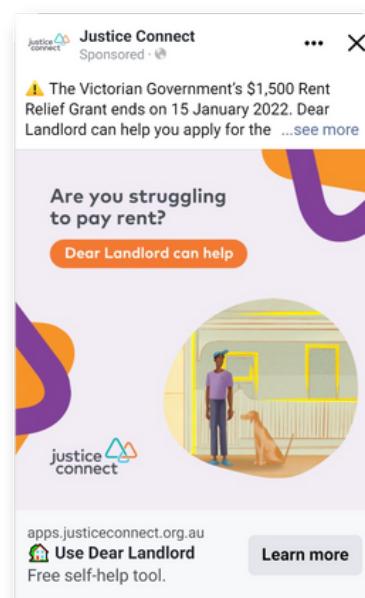 justice
connect
Justice Connect
Sponsored ·
⚠️ The Victorian Government's $1,500 Rent
Relief Grant ends on 15 January 2022. Dear
Landlord can help you apply for the ...see more
Are you struggling
to pay rent?
Dear Landlord can help
justice
connect
apps.justiceconnect.org.au
🏡 Use Dear Landlord
Free self-help tool.
Learn more